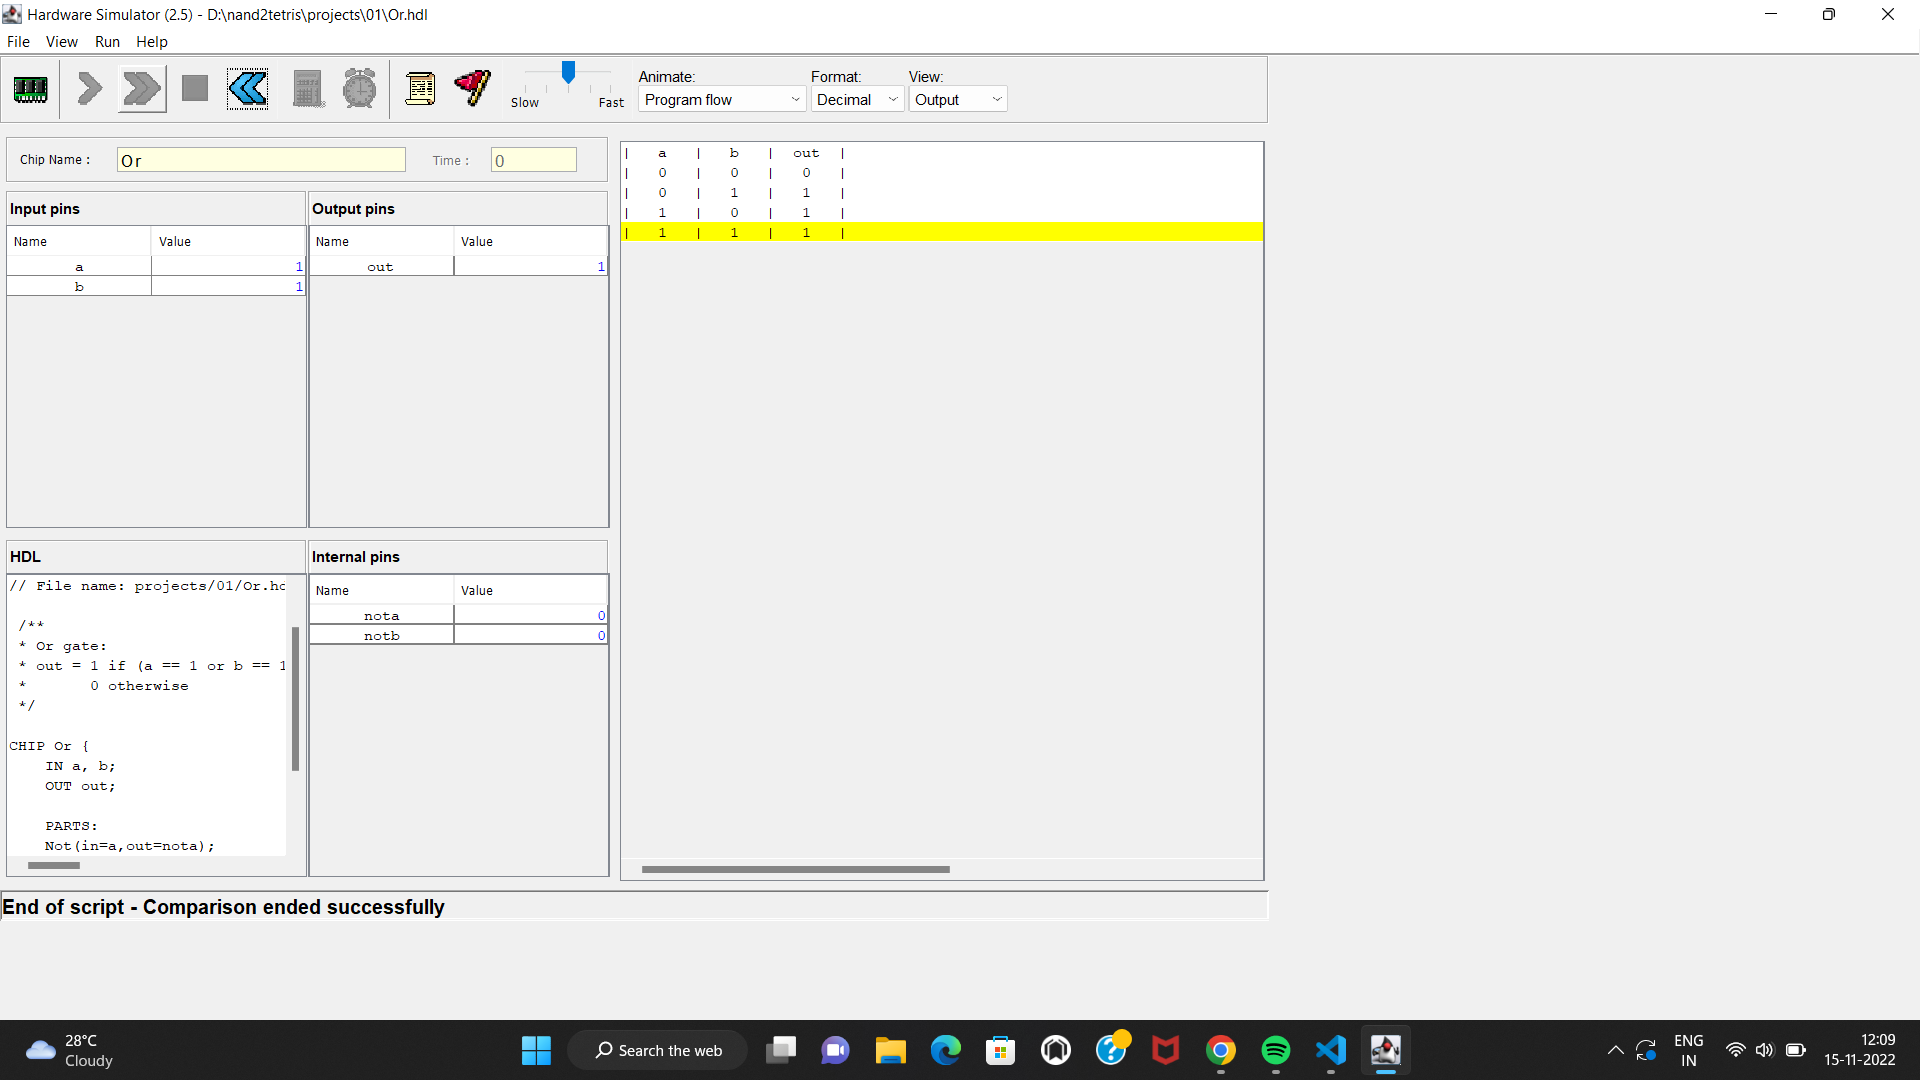 Hardware Simulator (2.5) - D:\nand2tetris\projects\01\Or.hdl
File View Run Help
Slow Fast
Animate: Format: View:
Program flow Decimal Output
Chip Name : Or Time : 0
Input pins
Name Value
a 1
b 1
Output pins
Name Value
out 1
HDL
// File name: projects/01/Or.hd
/**
* Or gate:
* out = 1 if (a == 1 or b == 1
* 0 otherwise
*/
CHIP Or {
IN a, b;
OUT out;
PARTS:
Not(in=a,out=nota);
Internal pins
Name Value
nota 0
notb 0
| a | b | out |
| 0 | 0 | 0 |
| 0 | 1 | 1 |
| 1 | 0 | 1 |
| 1 | 1 | 1 |
End of script - Comparison ended successfully
28°C
Cloudy
Search the web
ENG
IN
12:09
15-11-2022